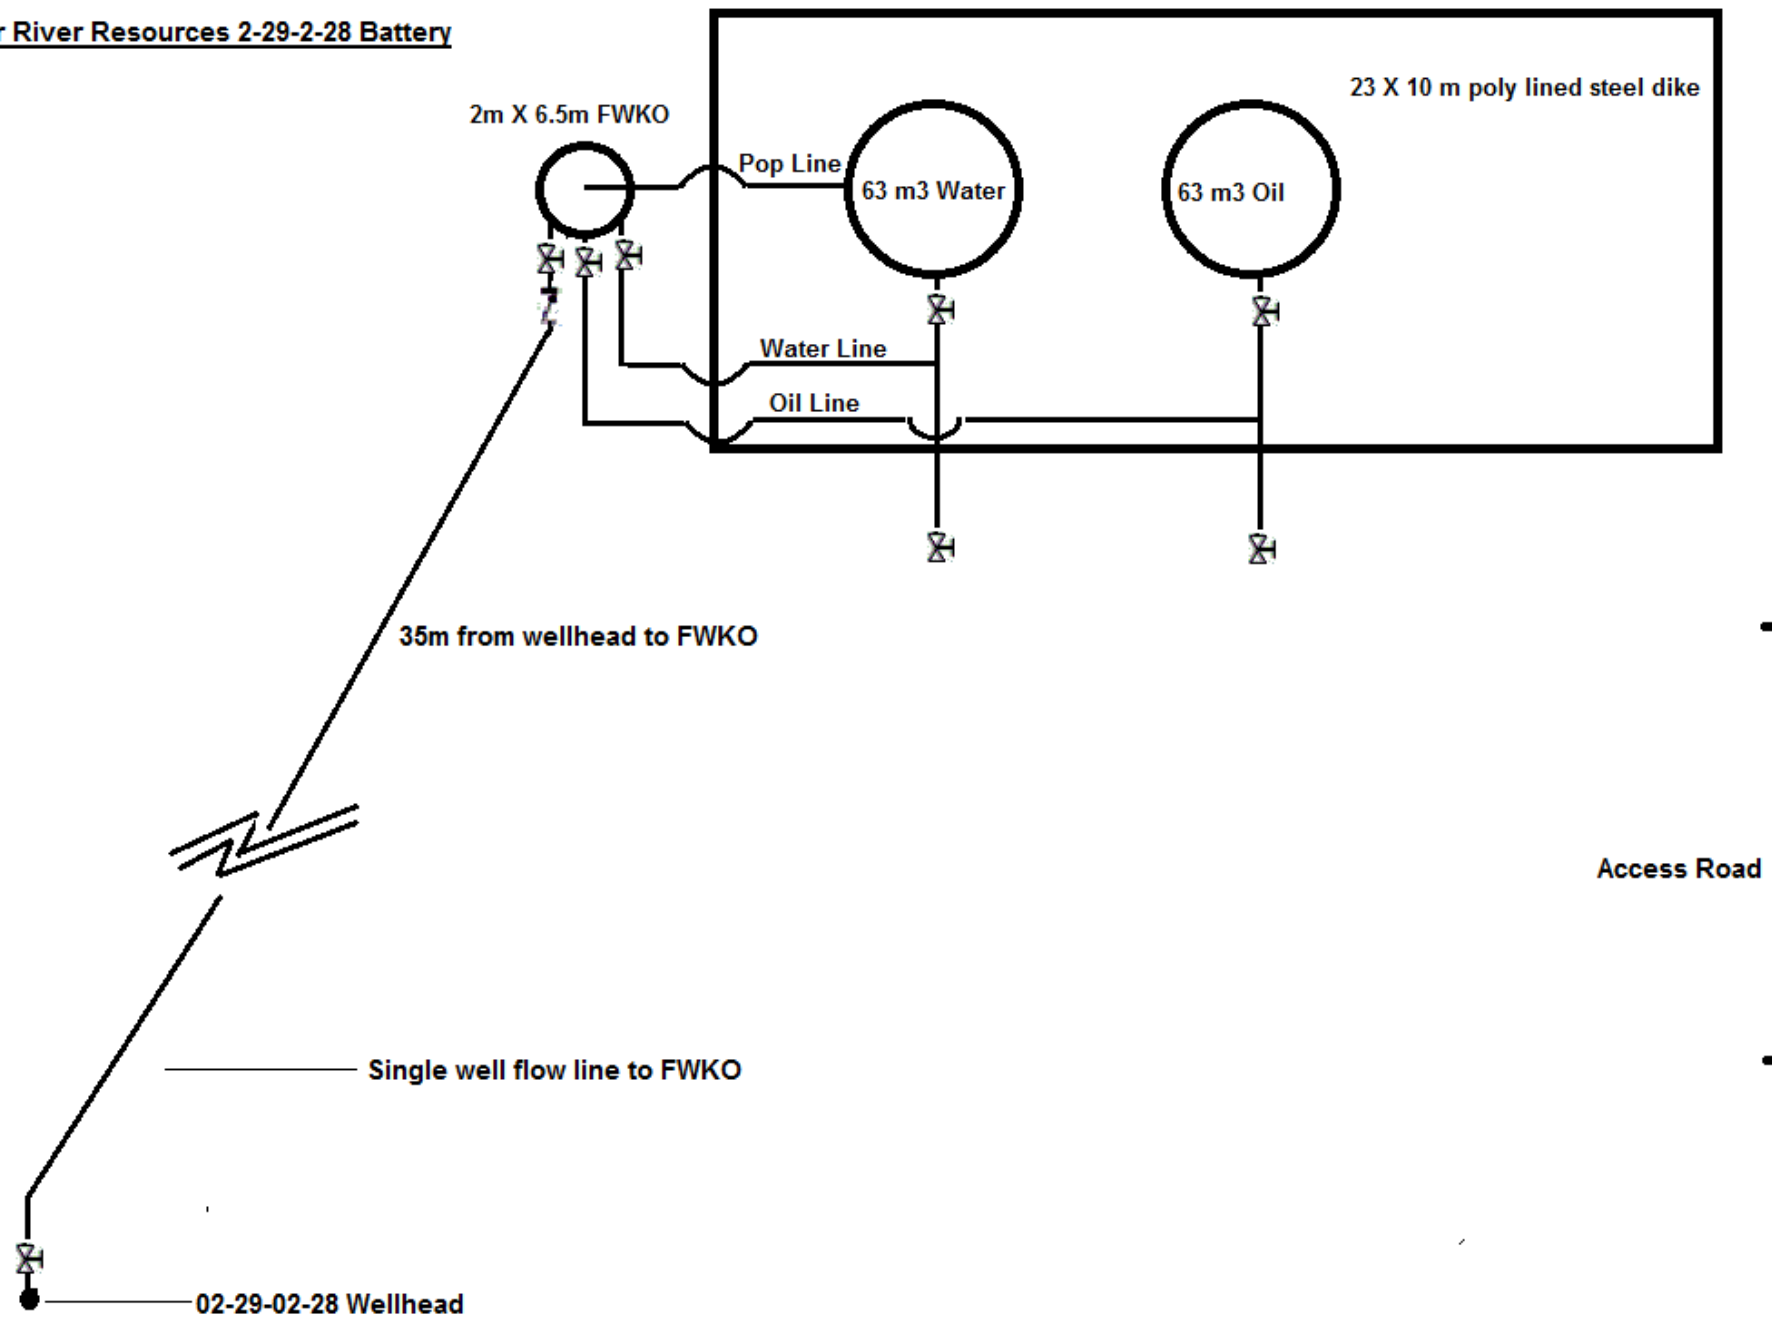 River Resources 2-29-2-28 Battery
23 X 10 m poly lined steel dike
2m X 6.5m FWKO
Pop Line
63 m3 Water
63 m3 Oil
Water Line
Oil Line
35m from wellhead to FWKO
Access Road
Single well flow line to FWKO
02-29-02-28 Wellhead